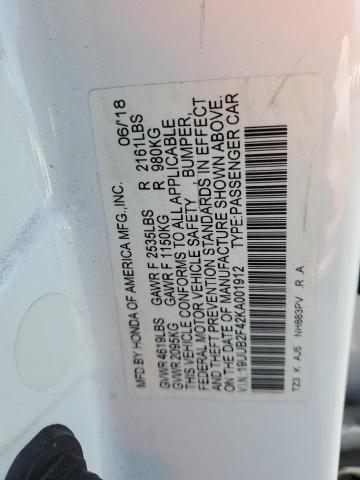 MFD.BY HONDA OF AMERICA MFG.,INC. 06/'18
GVWR 4619LBS GAWR F 2535LBS R 2161LBS
GVWR 2095KG GAWR F 1150KG R 980KG
THIS VEHICLE CONFORMS TO ALL APPLICABLE
FEDERAL MOTOR VEHICLE SAFETY, BUMPER,
AND THEFT PREVENTION STANDARDS IN EFFECT
ON THE DATE OF MANUFACTURE SHOWN ABOVE.
V.I.N.:19UUB2F42KA001912 TYPE:PASSENGER CAR
TZ3 K AJ5 NH883PV R A